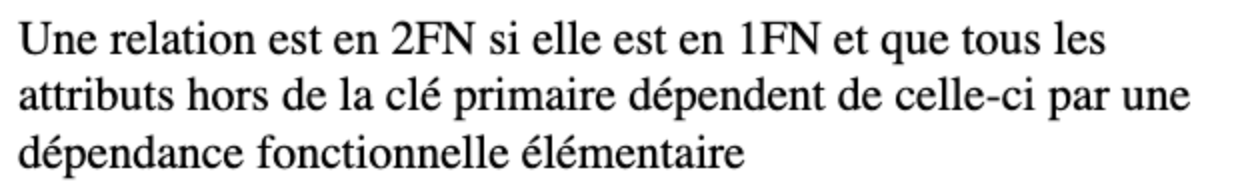 Une relation est en 2FN si elle est en 1FN et que tous les
attributs hors de la clé primaire dépendent de celle-ci par une
dépendance fonctionnelle élémentaire